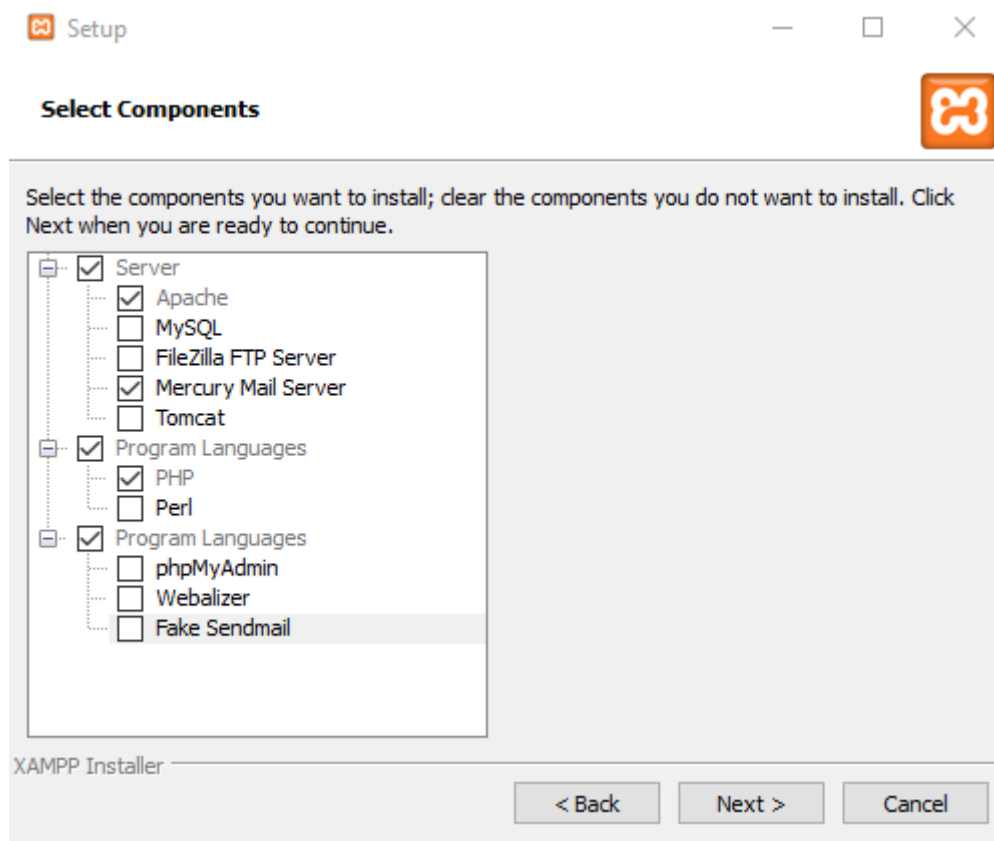 Setup
Select Components
Select the components you want to install; clear the components you do not want to install. Click
Next when you are ready to continue.
Server
Apache
MySQL
FileZilla FTP Server
Mercury Mail Server
Tomcat
Program Languages
PHP
Perl
Program Languages
phpMyAdmin
Webalizer
Fake Sendmail
XAMPP Installer
< Back
Next >
Cancel